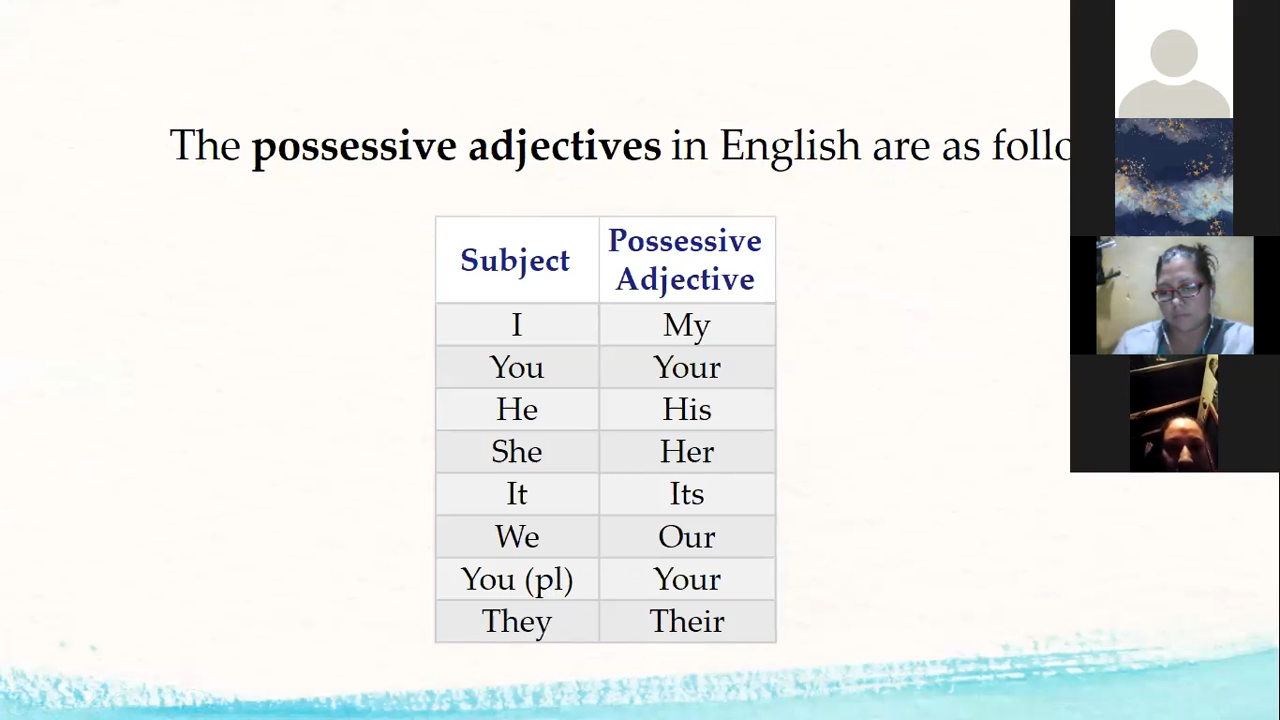 The possessive adjectives in English are as follo
Subject Possessive Adjective
I My
You Your
He His
She Her
It Its
We Our
You (pl) Your
They Their